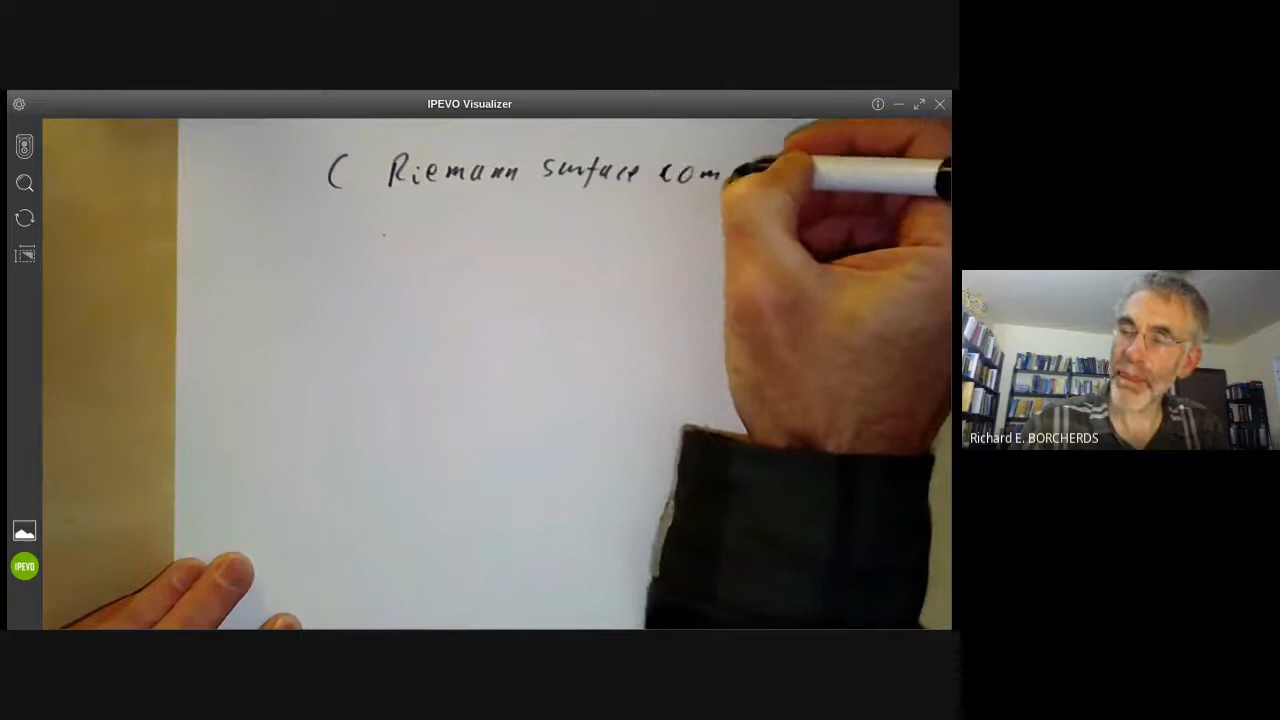 IPEVO Visualizer
C Riemann surface com
IPEVO
Richard E. BORCHERDS